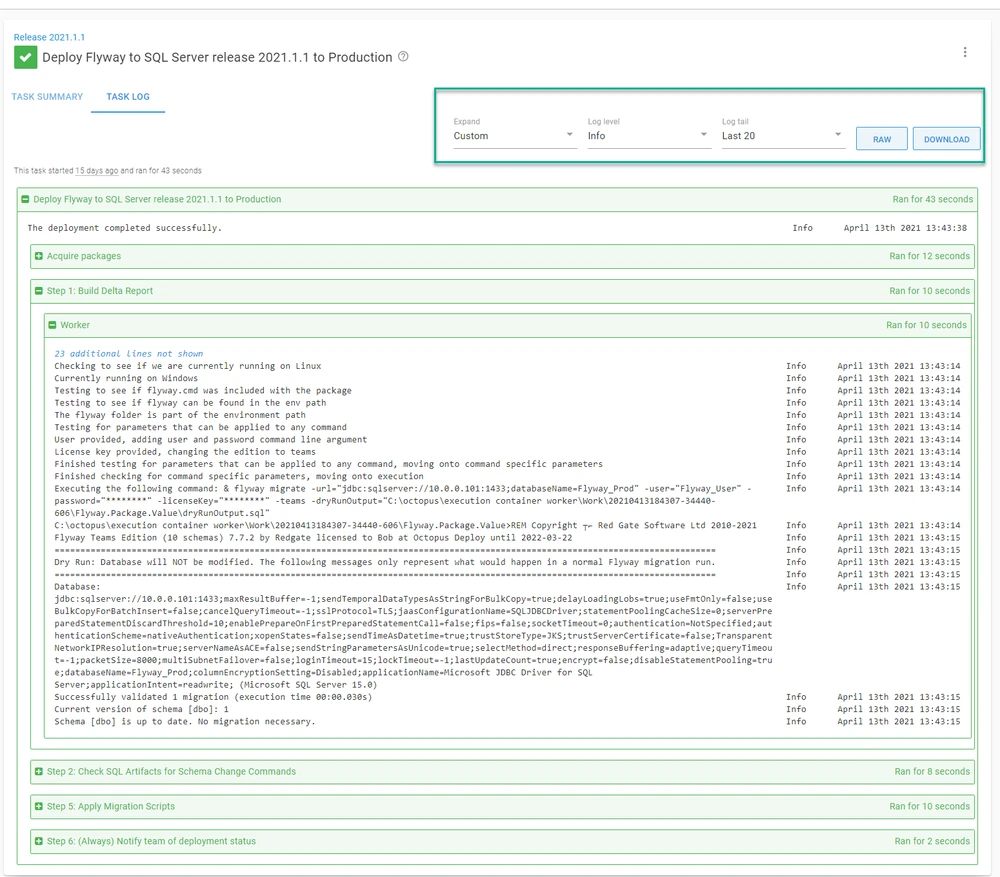 Release 2021.1.1
Deploy Flyway to SQL Server release 2021.1.1 to Production
TASK SUMMARY TASK LOG
Expand Log level Log tail
Custom Info Last 20 RAW DOWNLOAD
This task started 15 days ago and ran for 43 seconds
Deploy Flyway to SQL Server release 2021.1.1 to Production Ran for 43 seconds
The deployment completed successfully. Info April 13th 2021 13:43:38
Acquire packages Ran for 12 seconds
Step 1: Build Delta Report Ran for 10 seconds
Worker Ran for 10 seconds
23 additional lines not shown
Checking to see if we are currently running on Linux Info April 13th 2021 13:43:14
Currently running on Windows Info April 13th 2021 13:43:14
Testing to see if flyway.cmd was included with the package Info April 13th 2021 13:43:14
Testing to see if flyway can be found in the env path Info April 13th 2021 13:43:14
The flyway folder is part of the environment path Info April 13th 2021 13:43:14
Testing for parameters that can be applied to any command Info April 13th 2021 13:43:14
User provided, adding user and password command line argument Info April 13th 2021 13:43:14
License key provided, changing the edition to teams Info April 13th 2021 13:43:14
Finished testing for parameters that can be applied to any command, moving onto command specific parameters Info April 13th 2021 13:43:14
Finished checking for command specific parameters, moving onto execution Info April 13th 2021 13:43:14
Executing the following command: & flyway migrate -url="jdbc:sqlserver://10.0.0.101:1433;databaseName=Flyway_Prod" -user="Flyway_User" - Info April 13th 2021 13:43:14
password="********" -licenseKey="********" -teams -dryRunOutput="C:\octopus\execution container worker\Work\20210413184307-34440-
606\Flyway.Package.Value\dryRunOutput.sql"
C:\octopus\execution container worker\Work\20210413184307-34440-606\Flyway.Package.Value>REM Copyright ┬⌐ Red Gate Software Ltd 2010-2021 Info April 13th 2021 13:43:14
Flyway Teams Edition (10 schemas) 7.7.2 by Redgate licensed to Bob at Octopus Deploy until 2022-03-22 Info April 13th 2021 13:43:15
======================================================================================================================= Info April 13th 2021 13:43:15
Dry Run: Database will NOT be modified. The following messages only represent what would happen in a normal Flyway migration run. Info April 13th 2021 13:43:15
======================================================================================================================= Info April 13th 2021 13:43:15
Database: Info April 13th 2021 13:43:15
jdbc:sqlserver://10.0.0.101:1433;maxResultBuffer=-1;sendTemporalDataTypesAsStringForBulkCopy=true;delayLoadingLobs=true;useFmtOnly=false;use
BulkCopyForBatchInsert=false;cancelQueryTimeout=-1;sslProtocol=TLS;jaasConfigurationName=SQLJDBCDriver;statementPoolingCacheSize=0;serverPre
paredStatementDiscardThreshold=10;enablePrepareOnFirstPreparedStatementCall=false;fips=false;socketTimeout=0;authentication=NotSpecified;aut
henticationScheme=nativeAuthentication;xopenStates=false;sendTimeAsDatetime=true;trustStoreType=JKS;trustServerCertificate=false;Transparent
NetworkIPResolution=true;serverNameAsACE=false;sendStringParametersAsUnicode=true;selectMethod=direct;responseBuffering=adaptive;queryTimeou
t=-1;packetSize=8000;multiSubnetFailover=false;loginTimeout=15;lockTimeout=-1;lastUpdateCount=true;encrypt=false;disableStatementPooling=tru
e;databaseName=Flyway_Prod;columnEncryptionSetting=Disabled;applicationName=Microsoft JDBC Driver for SQL
Server;applicationIntent=readwrite; (Microsoft SQL Server 15.0)
Successfully validated 1 migration (execution time 00:00.030s) Info April 13th 2021 13:43:15
Current version of schema [dbo]: 1 Info April 13th 2021 13:43:15
Schema [dbo] is up to date. No migration necessary. Info April 13th 2021 13:43:15
Step 2: Check SQL Artifacts for Schema Change Commands Ran for 8 seconds
Step 5: Apply Migration Scripts Ran for 10 seconds
Step 6: (Always) Notify team of deployment status Ran for 2 seconds